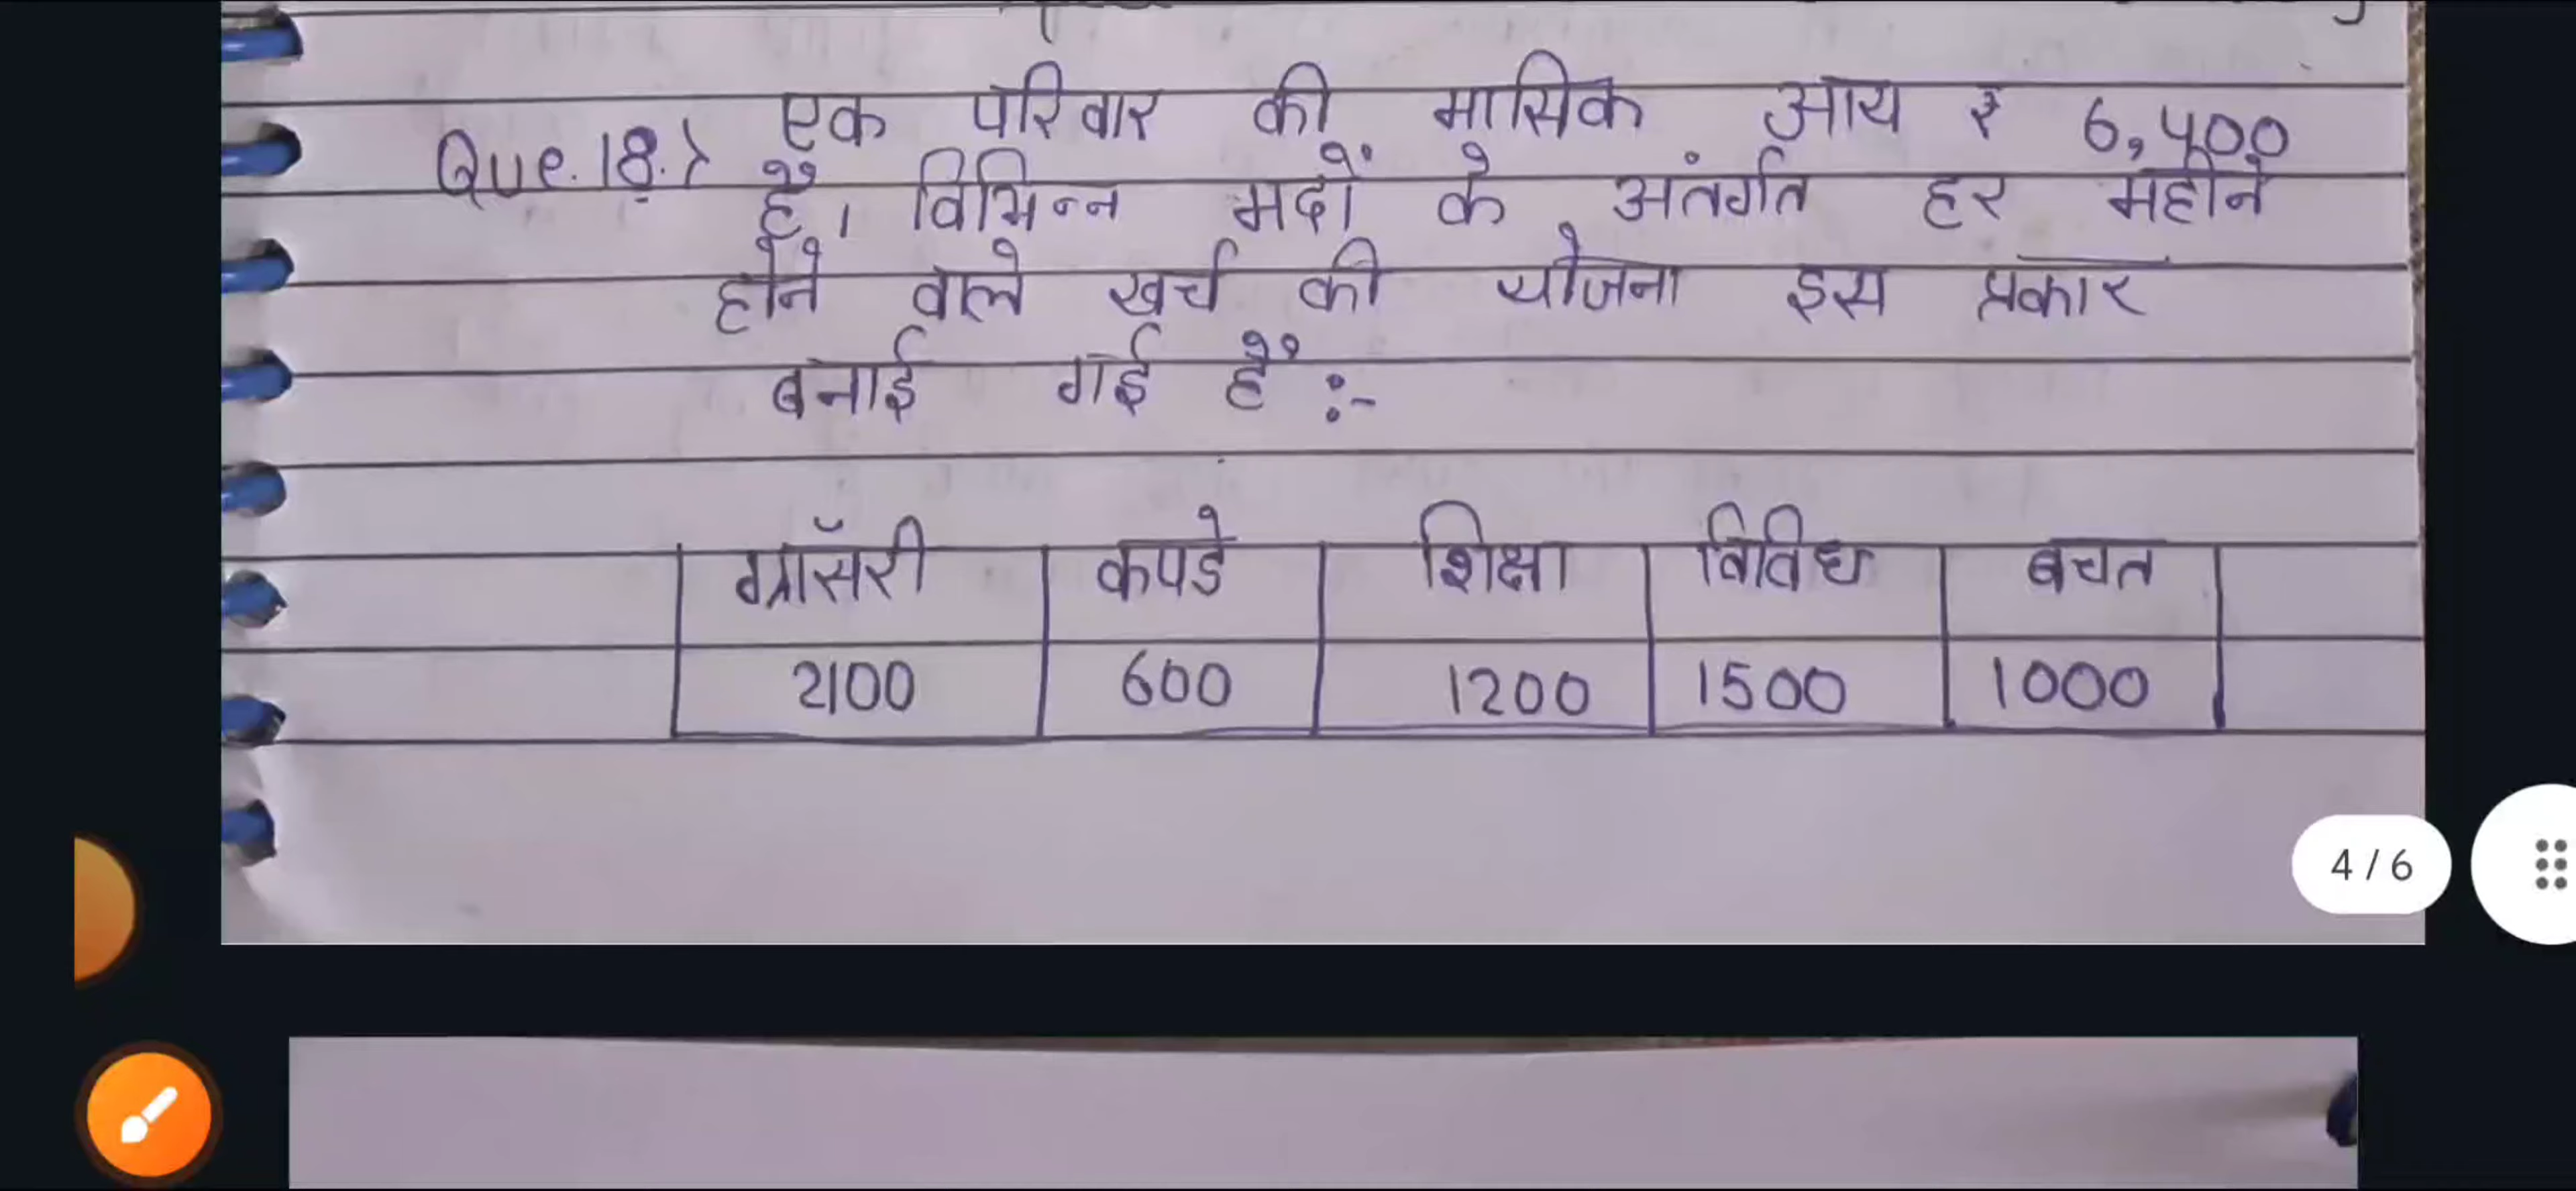 Que. 18.> एक परिवार की मासिक आय ₹ 6,400
है। विभिन्न मदों के अंतर्गत हर महीने
होने वाले खर्च की योजना इस प्रकार
बनाई गई हैं :-
ग्रॉसरी कपडे शिक्षा विविध बचत
2100 600 1200 1500 1000
4 / 6